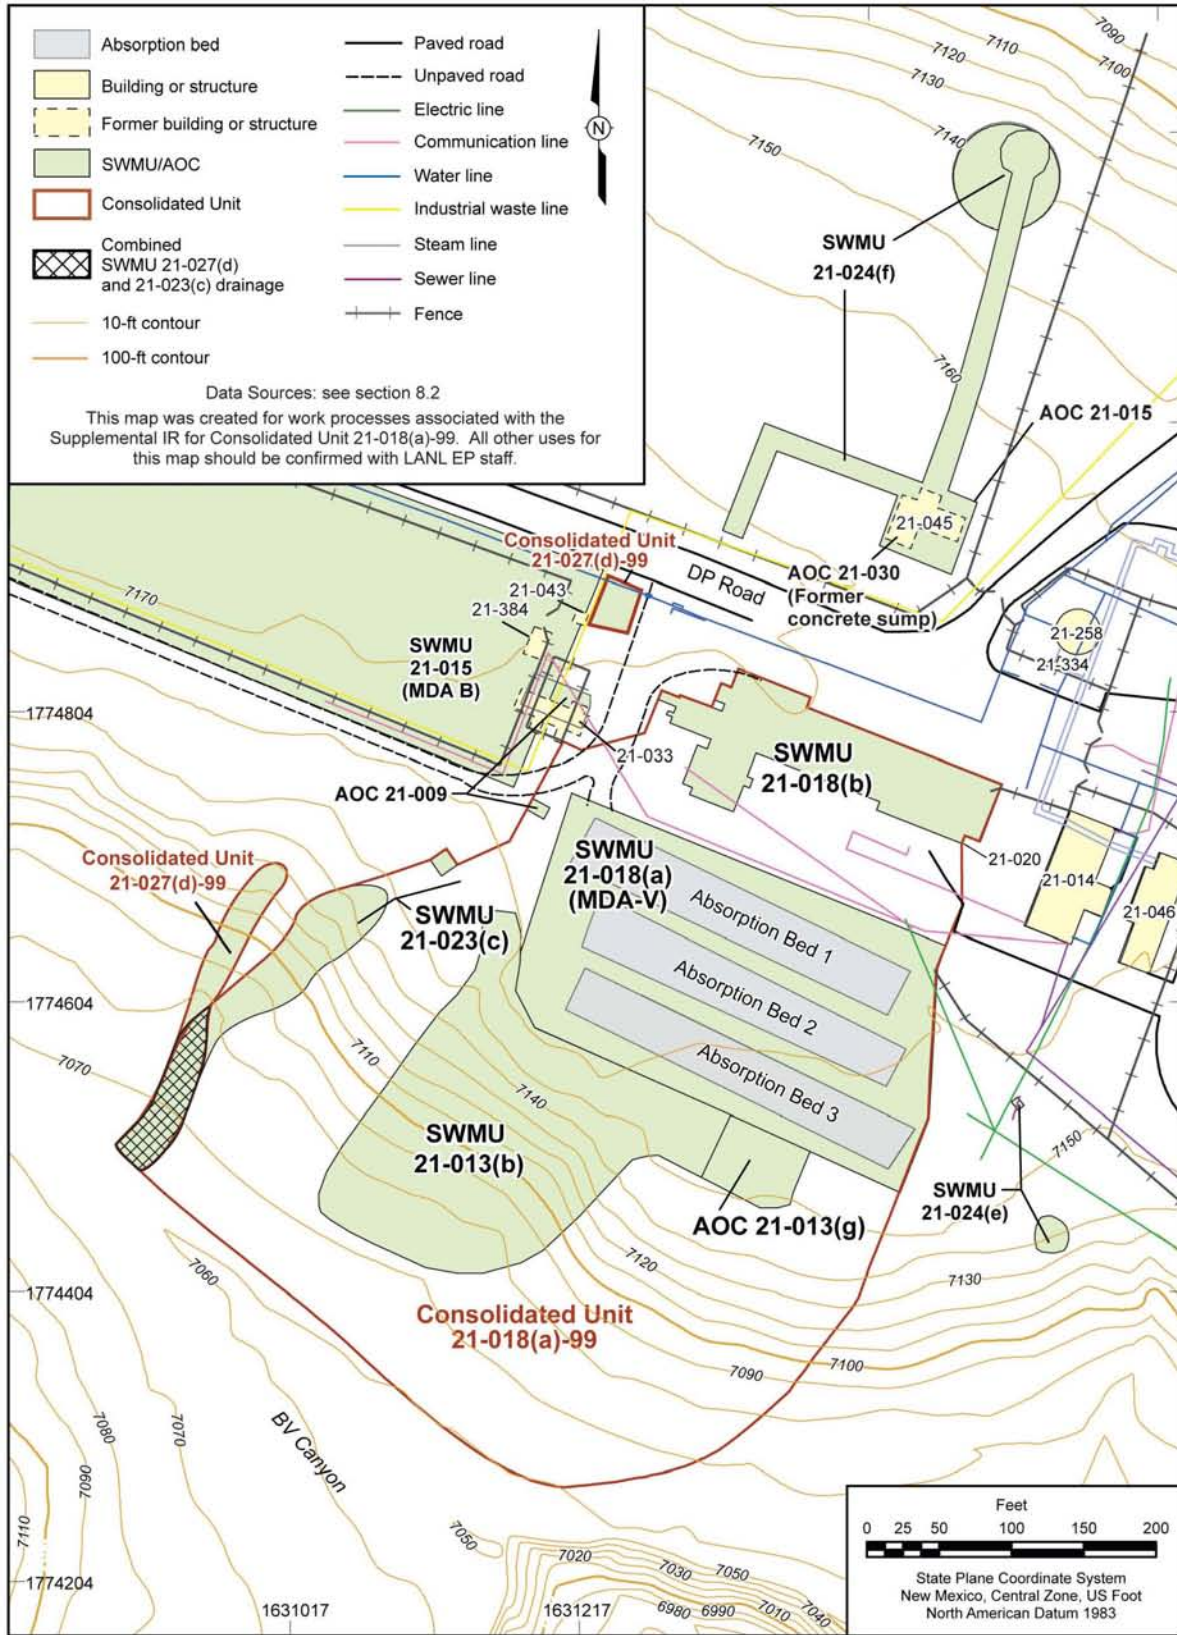 Absorption bed
Building or structure
Former building or structure
SWMU/AOC
Consolidated Unit
Combined
SWMU 21-027(d)
and 21-023(c) drainage
10-ft contour
100-ft contour
Paved road
Unpaved road
Electric line
Communication line
Water line
Industrial waste line
Steam line
Sewer line
Fence
N
Data Sources: see section 8.2
This map was created for work processes associated with the
Supplemental IR for Consolidated Unit 21-018(a)-99. All other uses for
this map should be confirmed with LANL EP staff.
7090
7100
7110
7120
7130
7140
7150
7160
SWMU
21-024(f)
AOC 21-015
21-045
AOC 21-030
(Former
concrete sump)
DP Road
Consolidated Unit
21-027(d)-99
21-043
21-384
SWMU
21-015
(MDA B)
7170
21-258
21-334
1774804
21-033
AOC 21-009
SWMU
21-018(b)
Consolidated Unit
21-027(d)-99
SWMU
21-018(a)
(MDA-V)
21-020
21-014
21-046
SWMU
21-023(c)
Absorption Bed 1
Absorption Bed 2
Absorption Bed 3
1774604
7070
7110
7140
7150
SWMU
21-013(b)
AOC 21-013(g)
SWMU
21-024(e)
7060
7120
7130
1774404
Consolidated Unit
21-018(a)-99
7100
7090
7070
7080
7090
7110
BV Canyon
7050
7020
7030
7050
6980
6990
7010
7040
1774204
1631017
1631217
Feet
0 25 50 100 150 200
State Plane Coordinate System
New Mexico, Central Zone, US Foot
North American Datum 1983